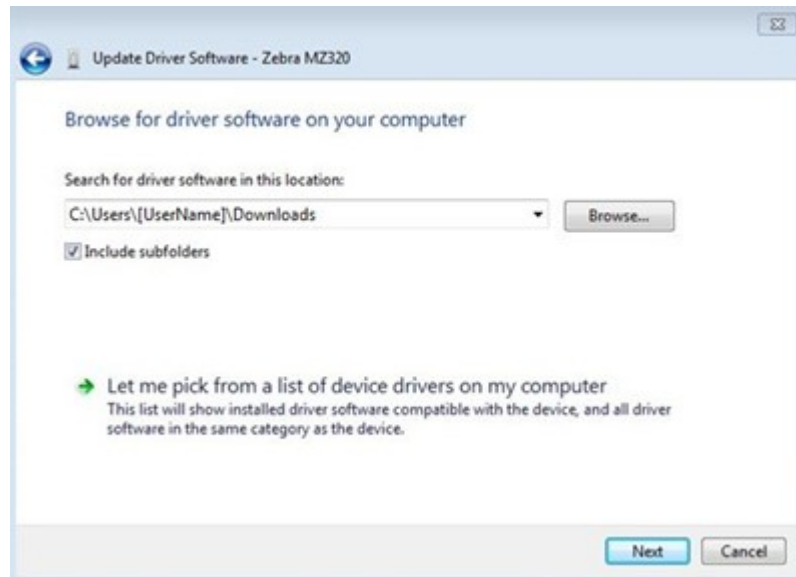 Update Driver Software - Zebra MZ320
Browse for driver software on your computer
Search for driver software in this location:
C:\Users\[UserName]\Downloads
Browse...
Include subfolders
Let me pick from a list of device drivers on my computer
This list will show installed driver software compatible with the device, and all driver
software in the same category as the device.
Next
Cancel